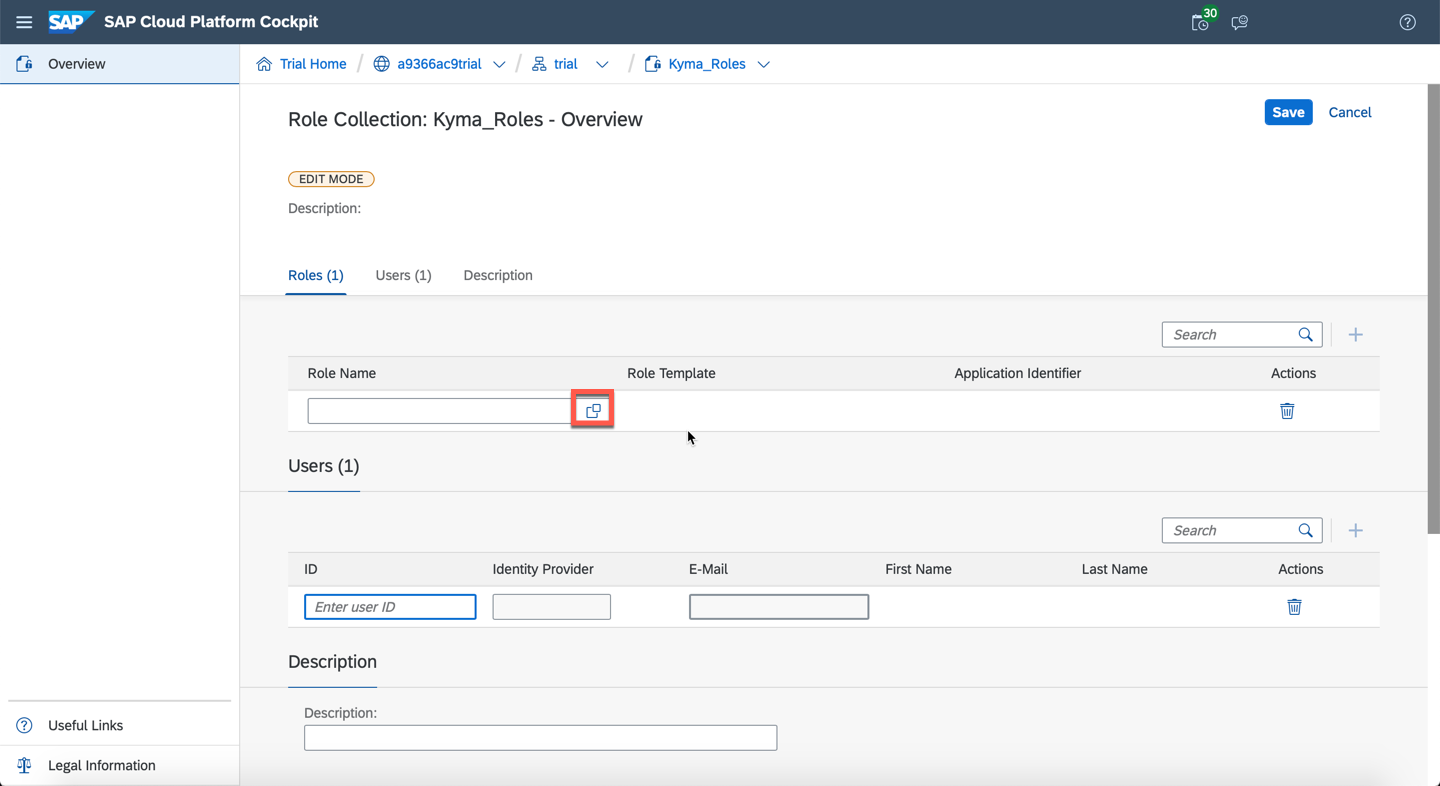 SAP SAP Cloud Platform Cockpit 30
Overview
Trial Home / a9366ac9trial / trial / Kyma_Roles
Role Collection: Kyma_Roles - Overview
Save Cancel
EDIT MODE
Description:
Roles (1) Users (1) Description
Search
Role Name Role Template Application Identifier Actions
Users (1)
Search
ID Identity Provider E-Mail First Name Last Name Actions
Enter user ID
Description
Description:
Useful Links
Legal Information